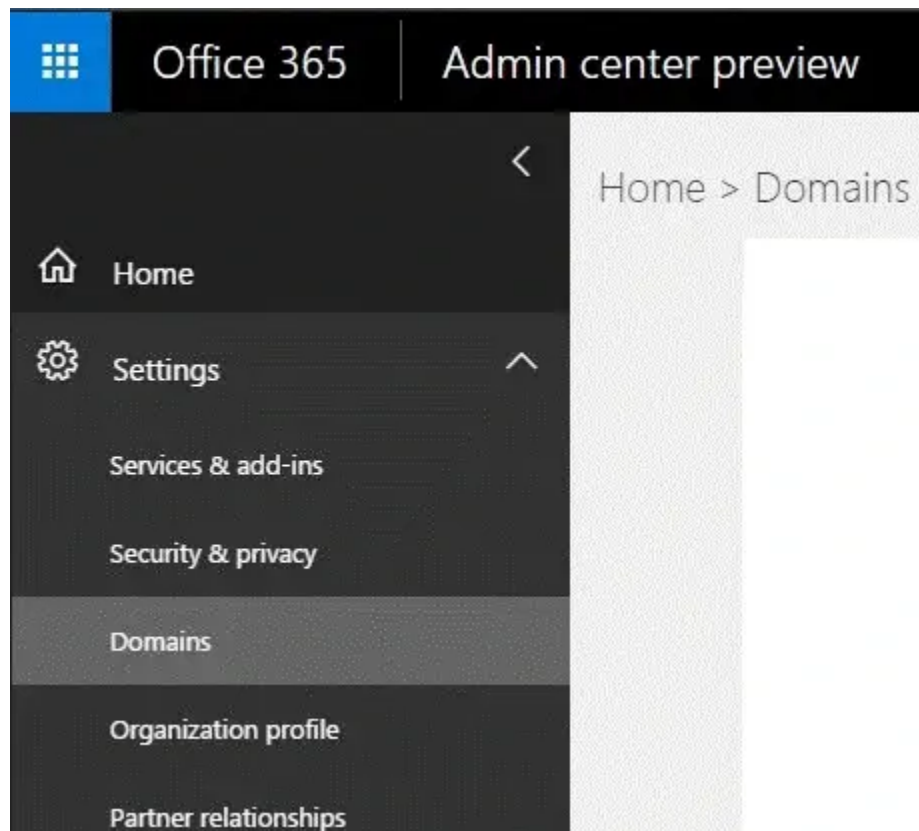 Office 365 Admin center preview
Home > Domains
Home
Settings
Services & add-ins
Security & privacy
Domains
Organization profile
Partner relationships